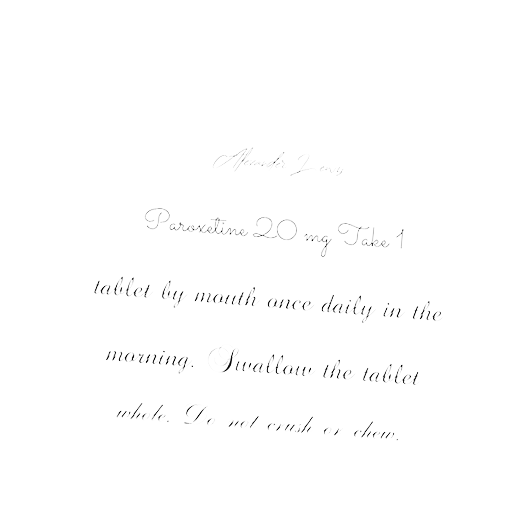 Alexander Long
Paroxetine 20 mg Take 1
tablet by mouth once daily in the
morning. Swallow the tablet
whole. Do not crush or chew.